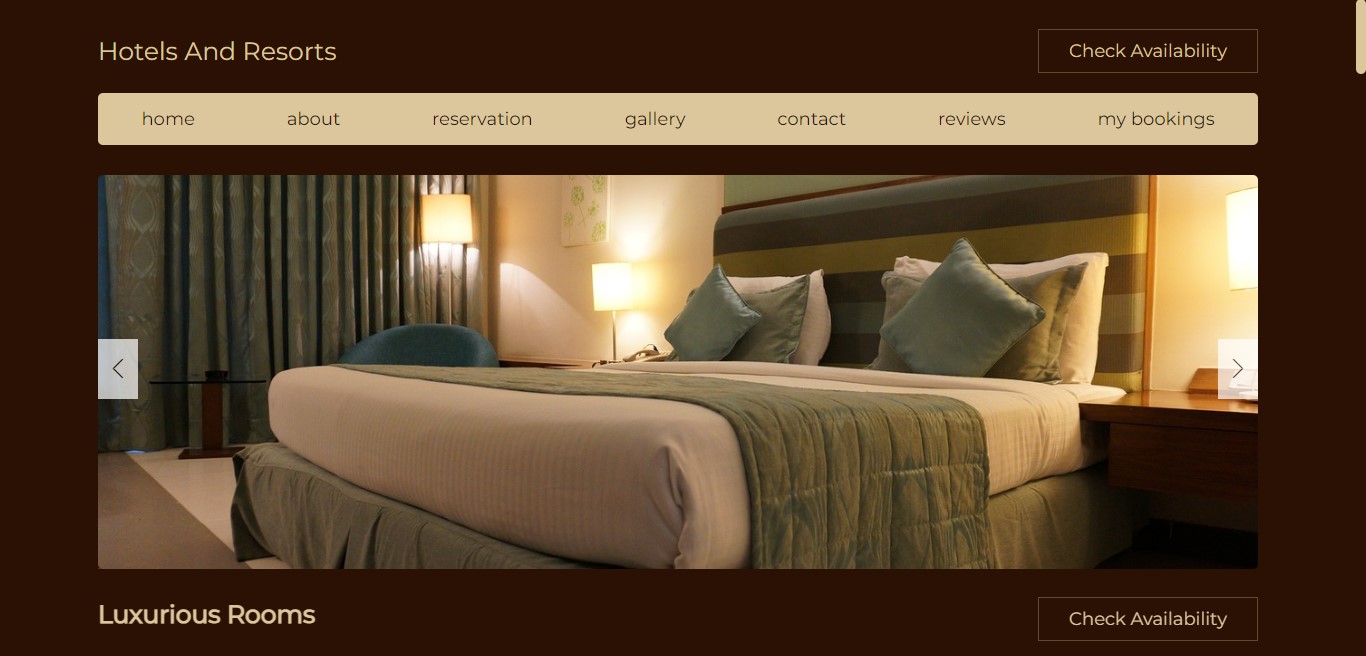 Hotels And Resorts
Check Availability
home about reservation gallery contact reviews my bookings
Luxurious Rooms
Check Availability